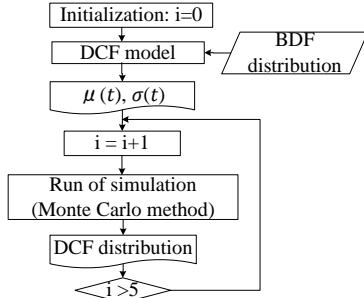 Initialization: i=0
DCF model
BDF
distribution
μ (t), σ(t)
i = i+1
Run of simulation
(Monte Carlo method)
DCF distribution
i >5